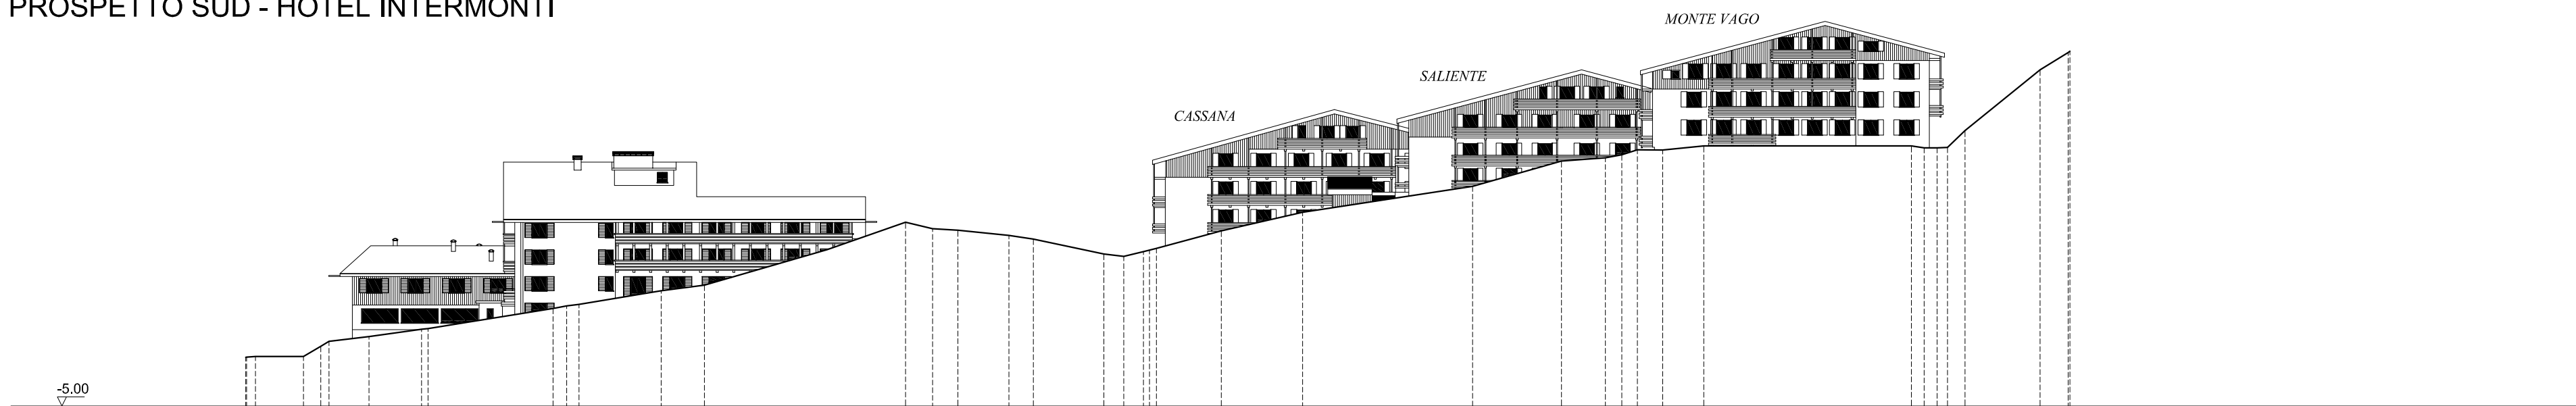 PROSPETTO SUD - HOTEL INTERMONTI
MONTE VAGO
SALIENTE
CASSANA
-5.00